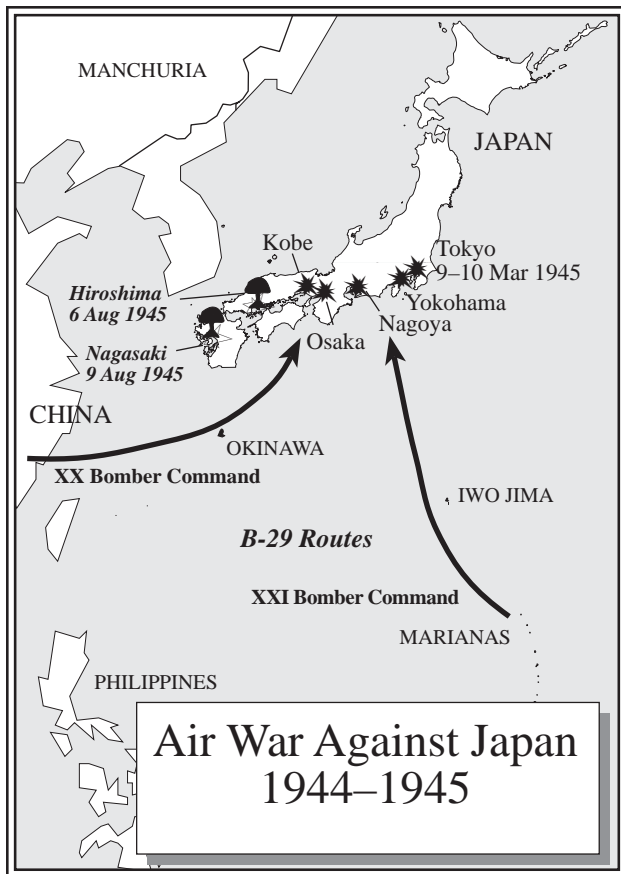 MANCHURIA
JAPAN
Kobe
Tokyo
9–10 Mar 1945
Hiroshima
6 Aug 1945
Yokohama
Nagoya
Osaka
Nagasaki
9 Aug 1945
CHINA
OKINAWA
XX Bomber Command
IWO JIMA
B-29 Routes
XXI Bomber Command
MARIANAS
PHILIPPINES
Air War Against Japan
1944–1945